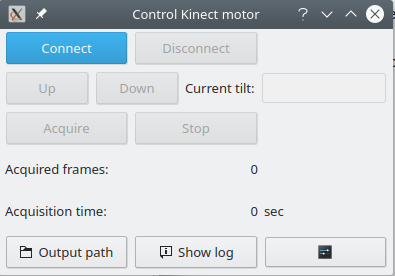 Control Kinect motor
Connect Disconnect
Up Down Current tilt:
Acquire Stop
Acquired frames: 0
Acquisition time: 0 sec
Output path Show log